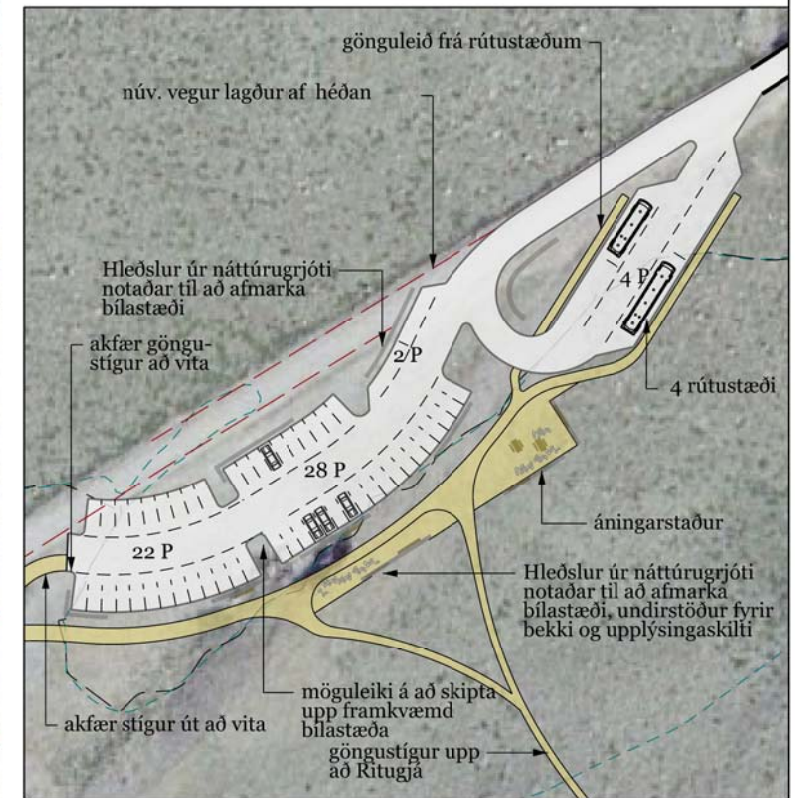 gönguleið frá rútustæðum
núv. vegur lagður af héðan
Hleðslur úr náttúrugrjóti
notaðar til að afmarka
bílastæði
4 P
akfær göngu-
stígur að vita
2/P
4 rútustæði
28 P
22 P
áningarstaður
Hleðslur úr náttúrugrjóti
notaðar til að afmarka
bílastæði, undirstöður fyrir
bekki og upplýsingaskilti
möguleiki á að skipta
upp framkvæmd
bílastæða
akfær stígur út að vita
göngustígur upp
að Ritugjá